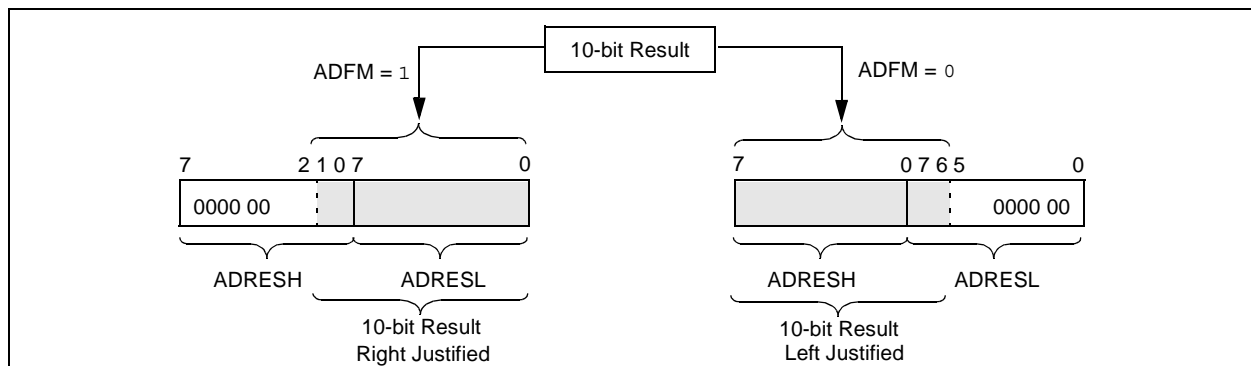 10-bit Result
ADFM = 1
ADFM = 0
7 2 1 0 7 0
0000 00
ADRESH ADRESL
10-bit Result
Right Justified
7 0 7 6 5 0
0000 00
ADRESH ADRESL
10-bit Result
Left Justified